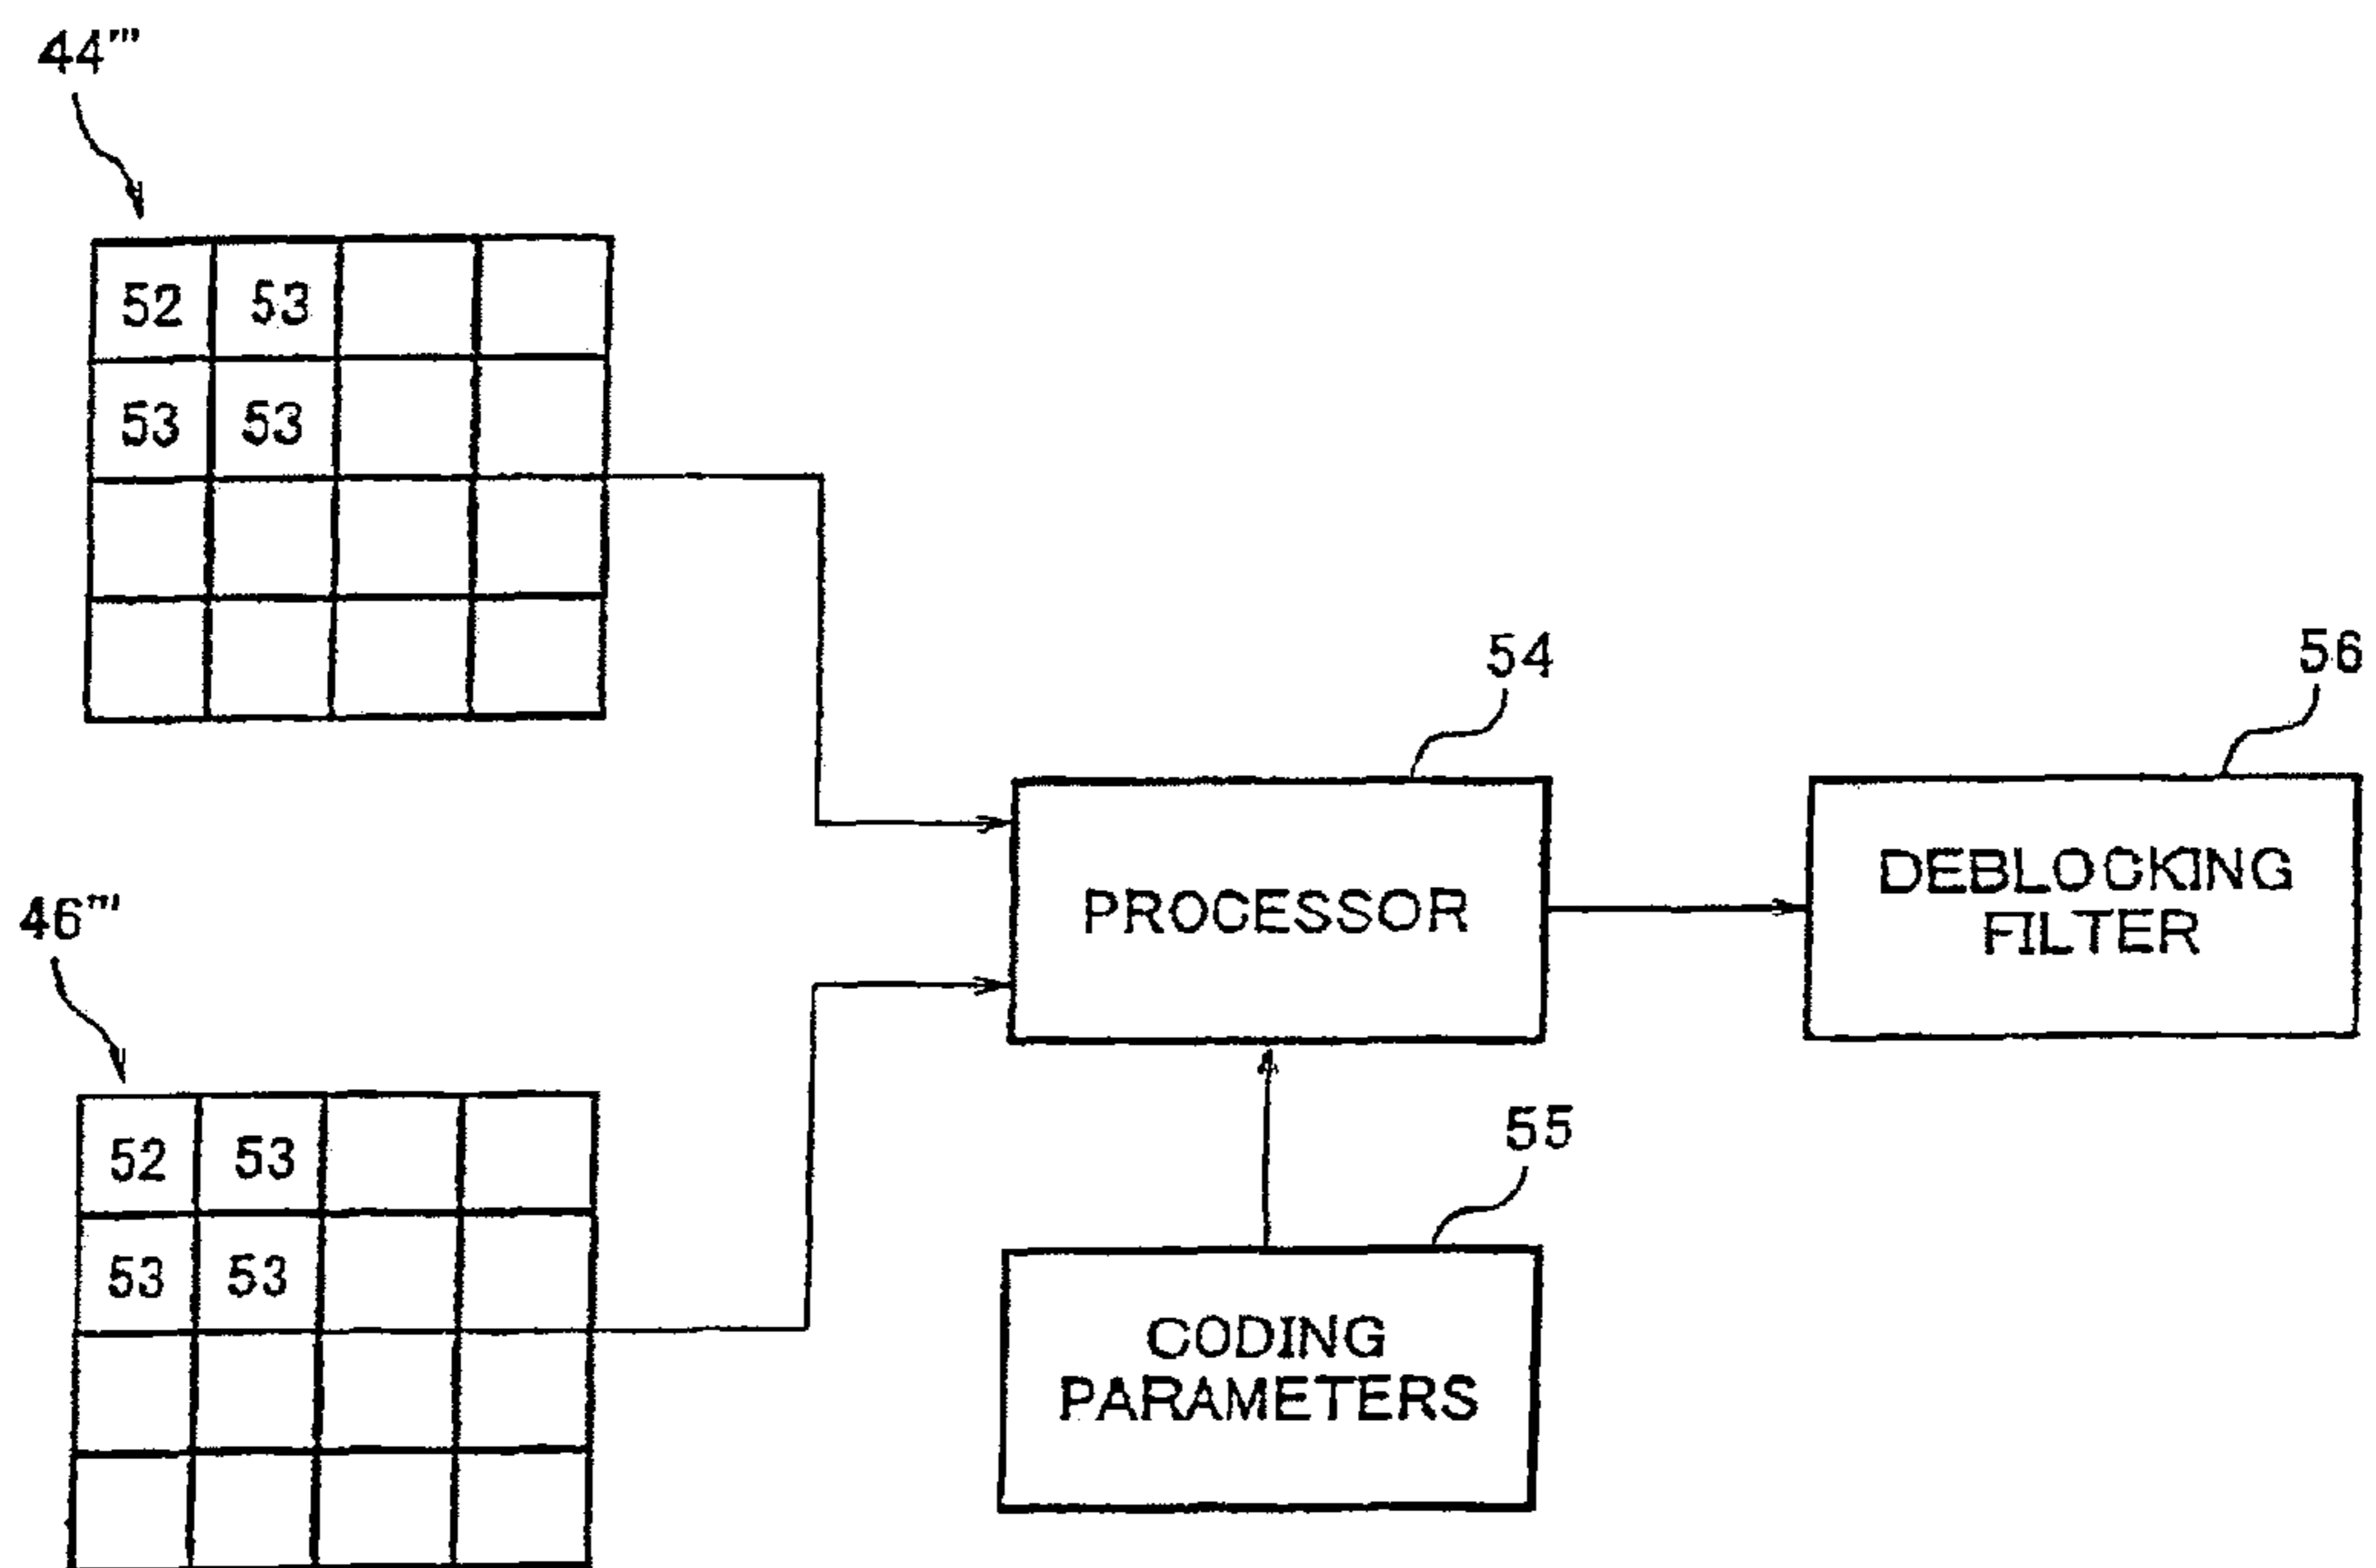 44'''
52 53
53 53
54
56
PROCESSOR
DEBLOCKING
FILTER
46'''
52 53
53 53
55
CODING
PARAMETERS